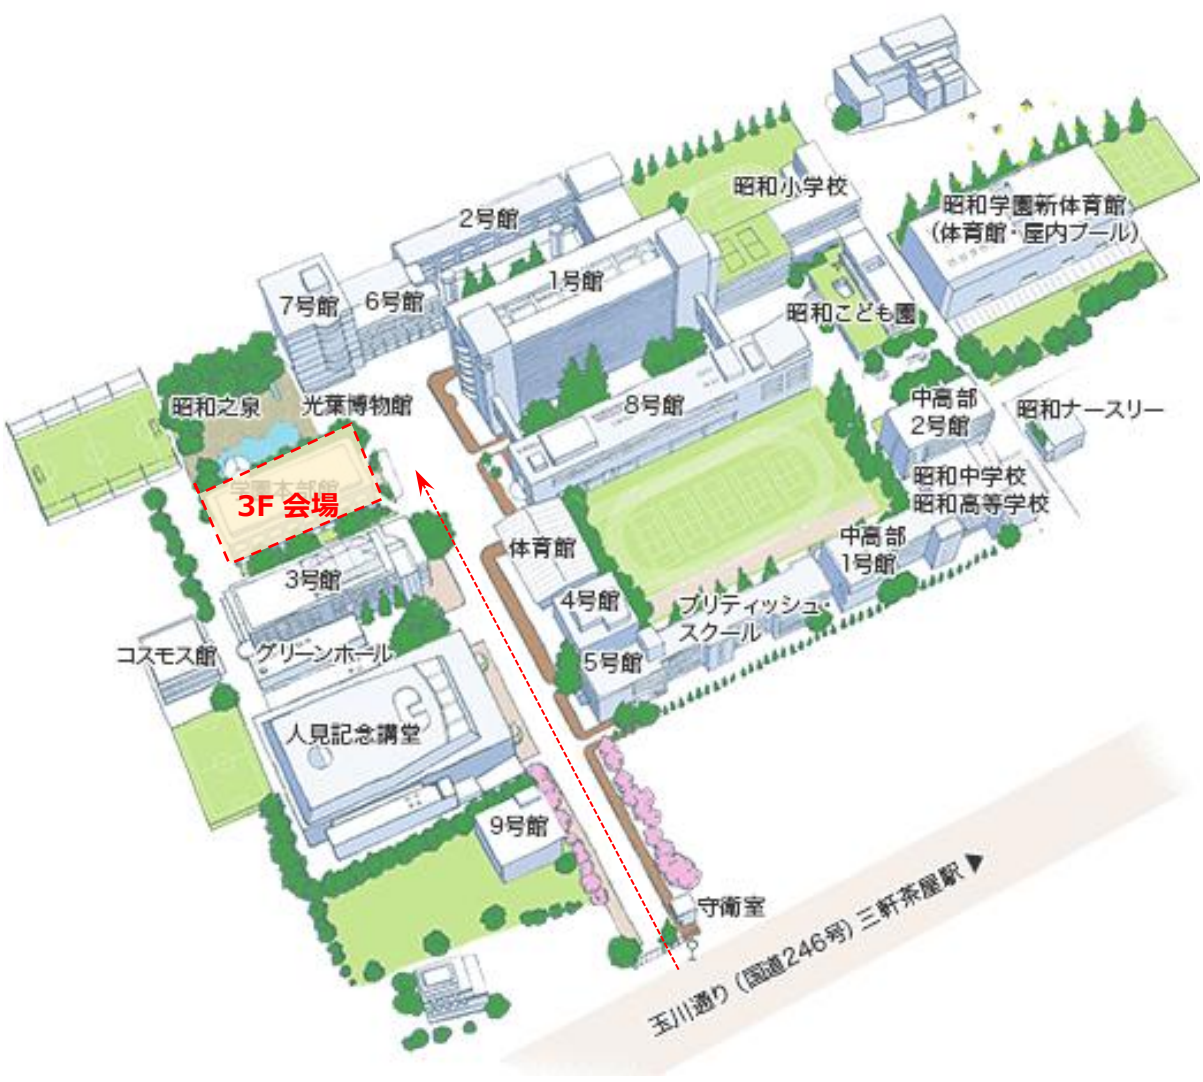 昭和小学校
昭和学園新体育館
(体育館・屋内プール)
2号館
1号館
7号館
6号館
昭和こども園
昭和之泉
光葉博物館
8号館
中高部
2号館
昭和ナースリー
昭和中学校
昭和高等学校
学園本部館
3F 会場
体育館
中高部
1号館
3号館
4号館
ブリティッシュ・
スクール
コスモス館
グリーンホール
5号館
人見記念講堂
9号館
守衛室
玉川通り (国道246号) 三軒茶屋駅 ▶